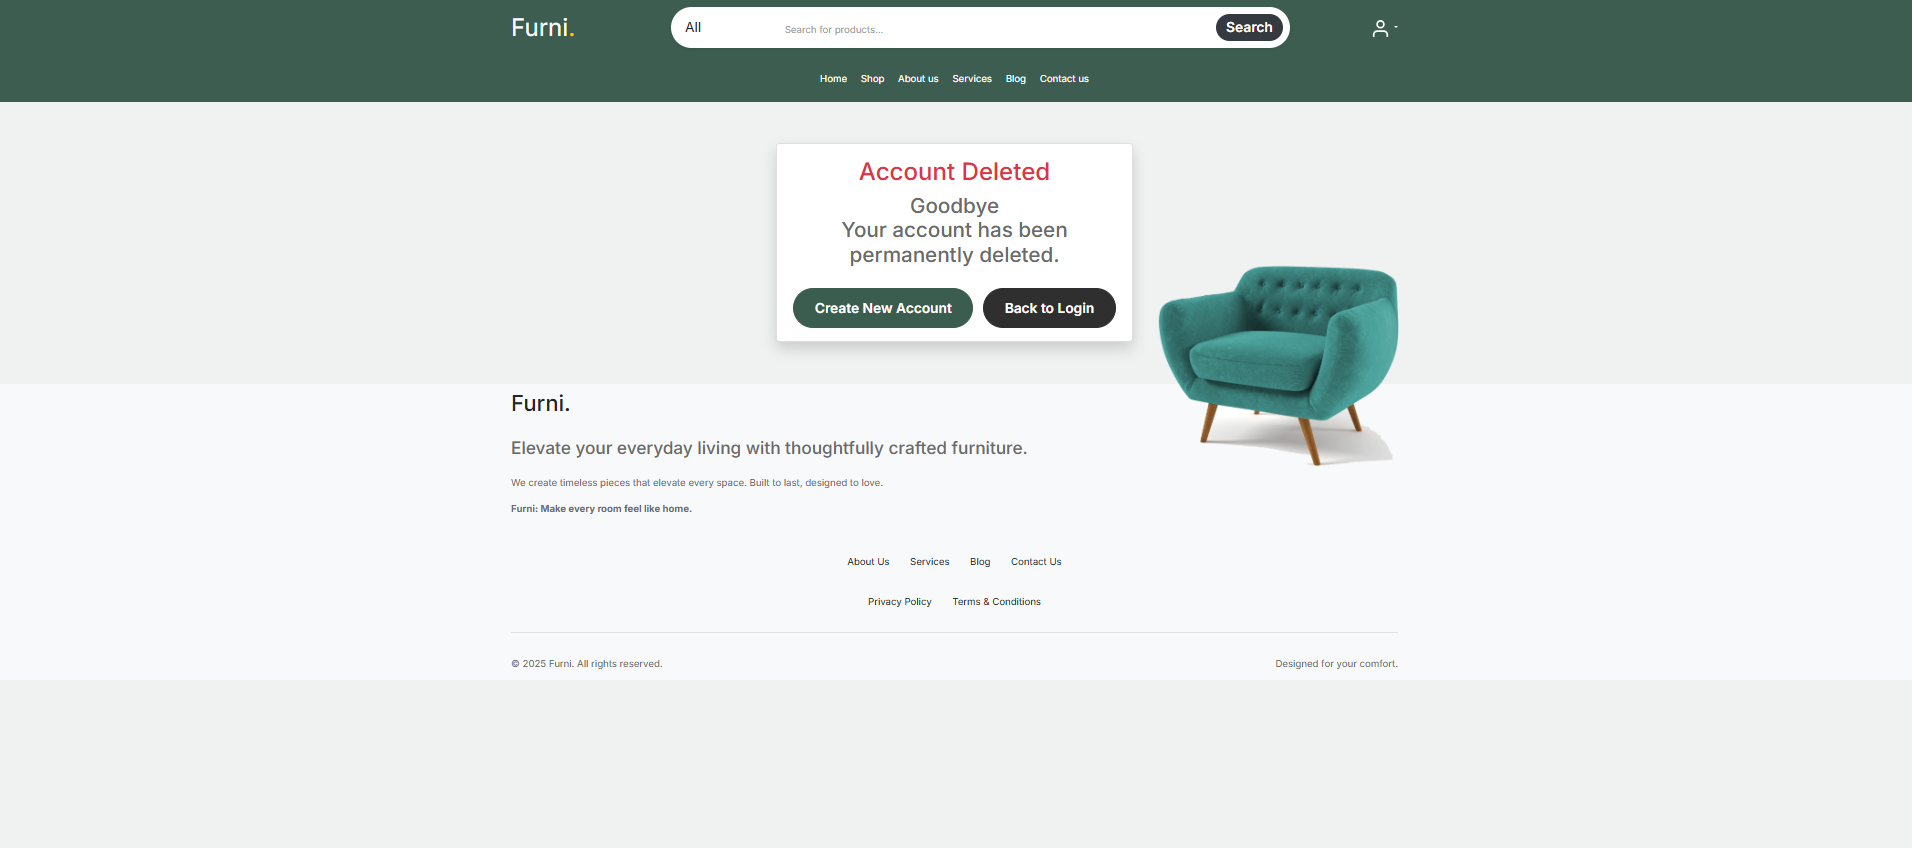 Furni.
All
Search for products...
Search
Home Shop About us Services Blog Contact us
Account Deleted
Goodbye
Your account has been
permanently deleted.
Create New Account
Back to Login
Furni.
Elevate your everyday living with thoughtfully crafted furniture.
We create timeless pieces that elevate every space. Built to last, designed to love.
Furni: Make every room feel like home.
About Us Services Blog Contact Us
Privacy Policy Terms & Conditions
© 2025 Furni. All rights reserved.
Designed for your comfort.